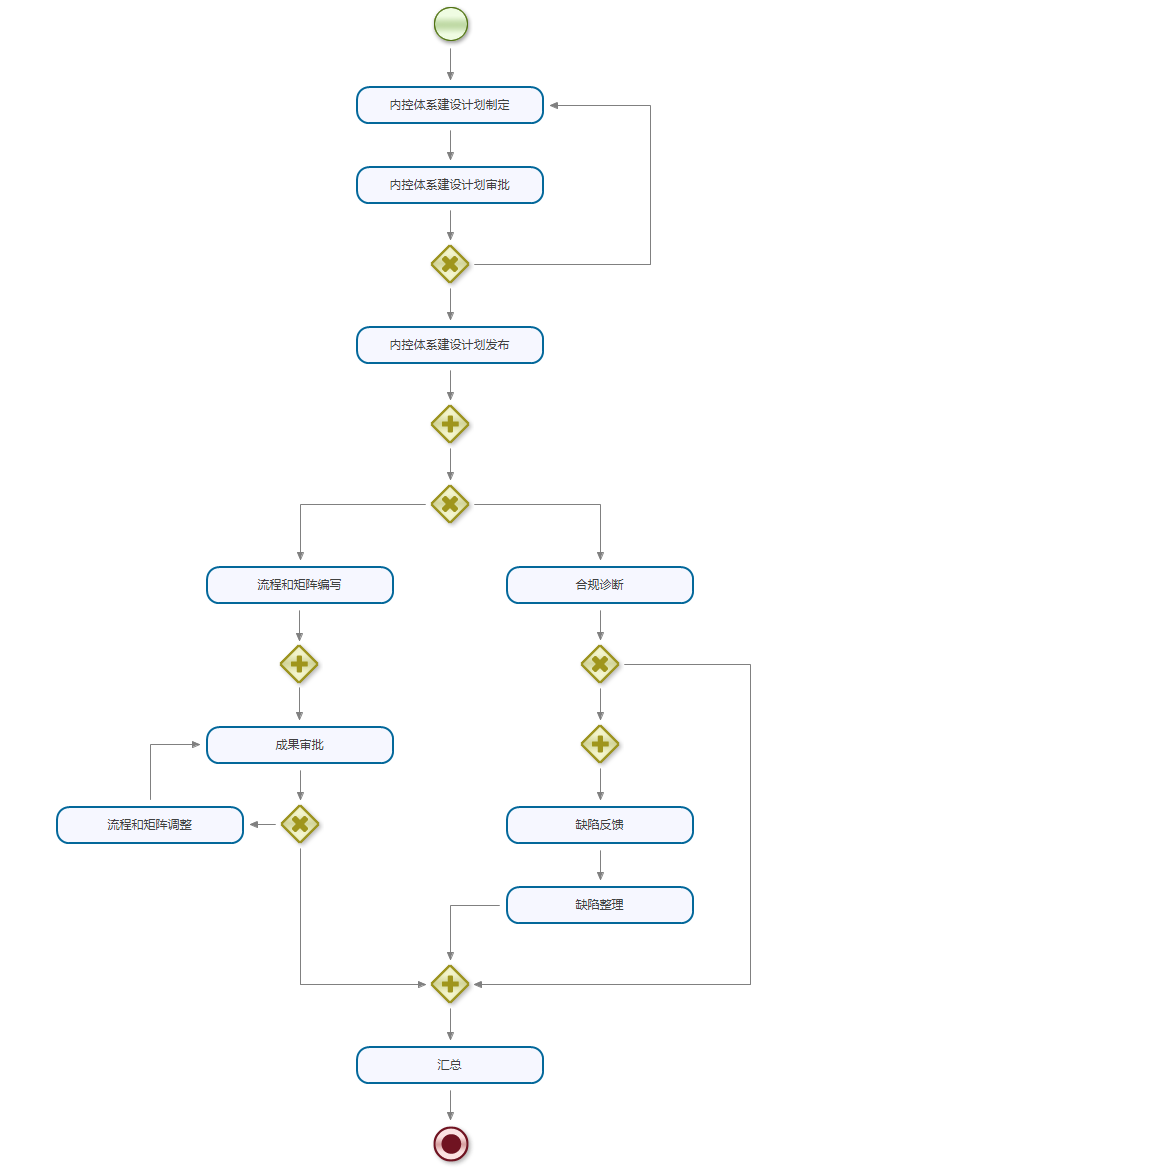 内控体系建设计划制定
内控体系建设计划审批
内控体系建设计划发布
流程和矩阵编写
合规诊断
成果审批
流程和矩阵调整
缺陷反馈
缺陷整理
汇总